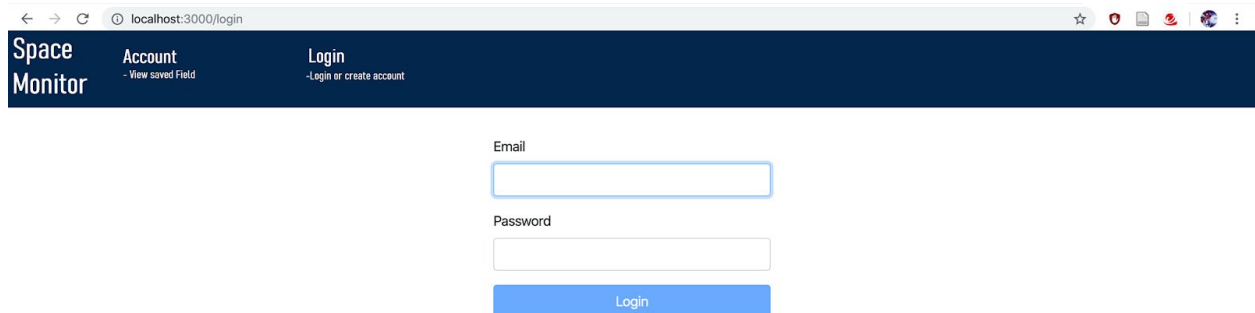 localhost:3000/login
Space
Monitor
Account
- View saved Field
Login
-Login or create account
Email
Password
Login